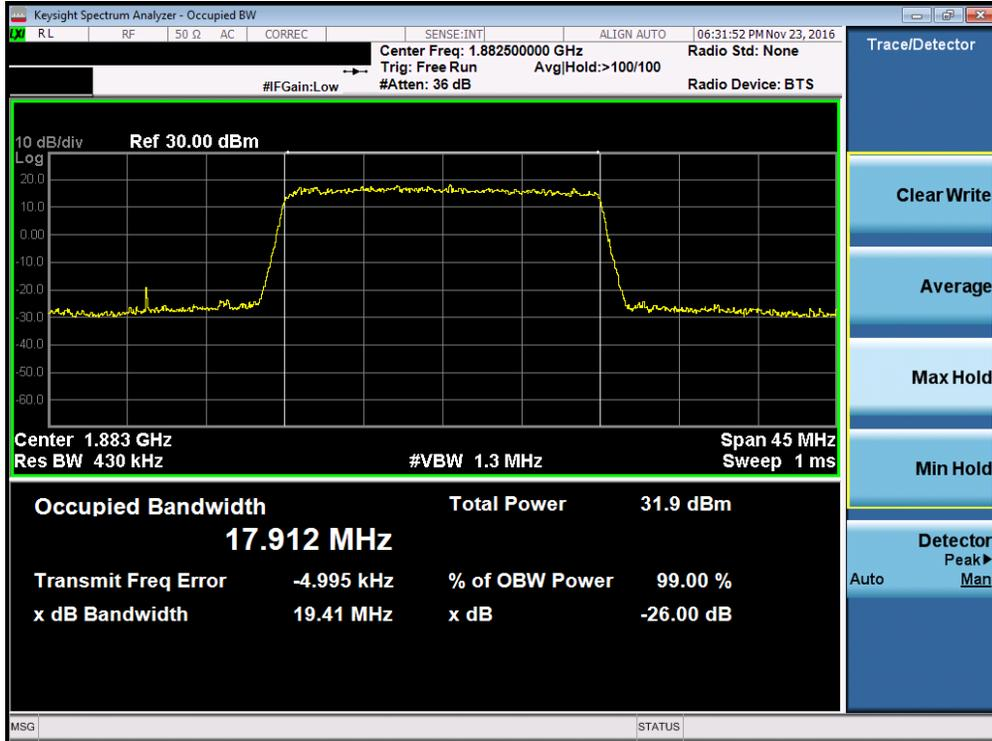 Keysight Spectrum Analyzer - Occupied BW
LXI RL RF 50 Ω AC CORREC SENSE:INT ALIGN AUTO 06:31:52 PM Nov 23, 2016
Center Freq: 1.882500000 GHz Radio Std: None
Trig: Free Run Avg|Hold:>100/100
#IFGain:Low #Atten: 36 dB Radio Device: BTS
10 dB/div Ref 30.00 dBm
Log
20.0
10.0
0.00
-10.0
-20.0
-30.0
-40.0
-50.0
-60.0
Center 1.883 GHz Span 45 MHz
Res BW 430 kHz #VBW 1.3 MHz Sweep 1 ms
Occupied Bandwidth Total Power 31.9 dBm
17.912 MHz
Transmit Freq Error -4.995 kHz % of OBW Power 99.00 %
x dB Bandwidth 19.41 MHz x dB -26.00 dB
MSG STATUS
Trace/Detector
Clear Write
Average
Max Hold
Min Hold
Detector
Peak▶
Auto Man